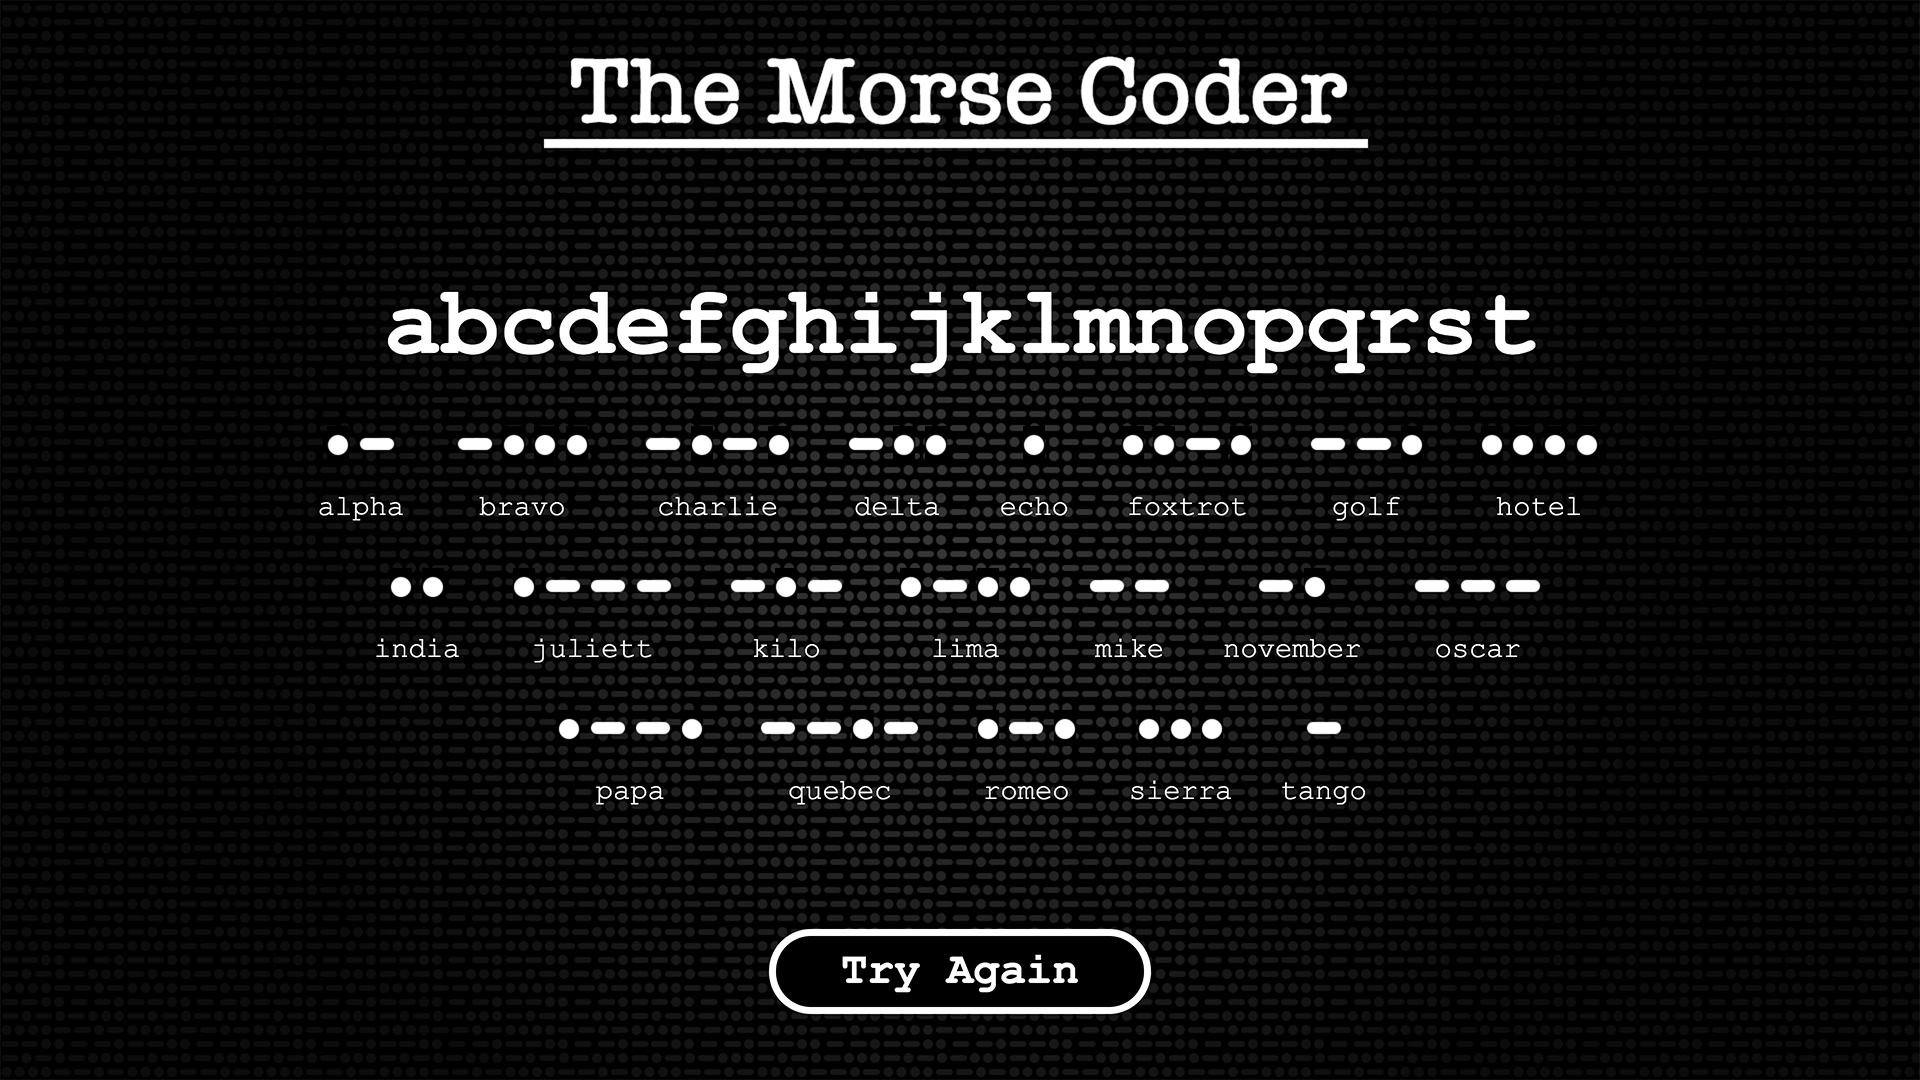 The Morse Coder
abcdefghijklmnopqrst
•– –••• –•–• –•• • ••–• ––• ••••
alpha bravo charlie delta echo foxtrot golf hotel
•• •––– –•– •–•• –– –• –––
india juliett kilo lima mike november oscar
•––• ––•– •–• ••• –
papa quebec romeo sierra tango
Try Again